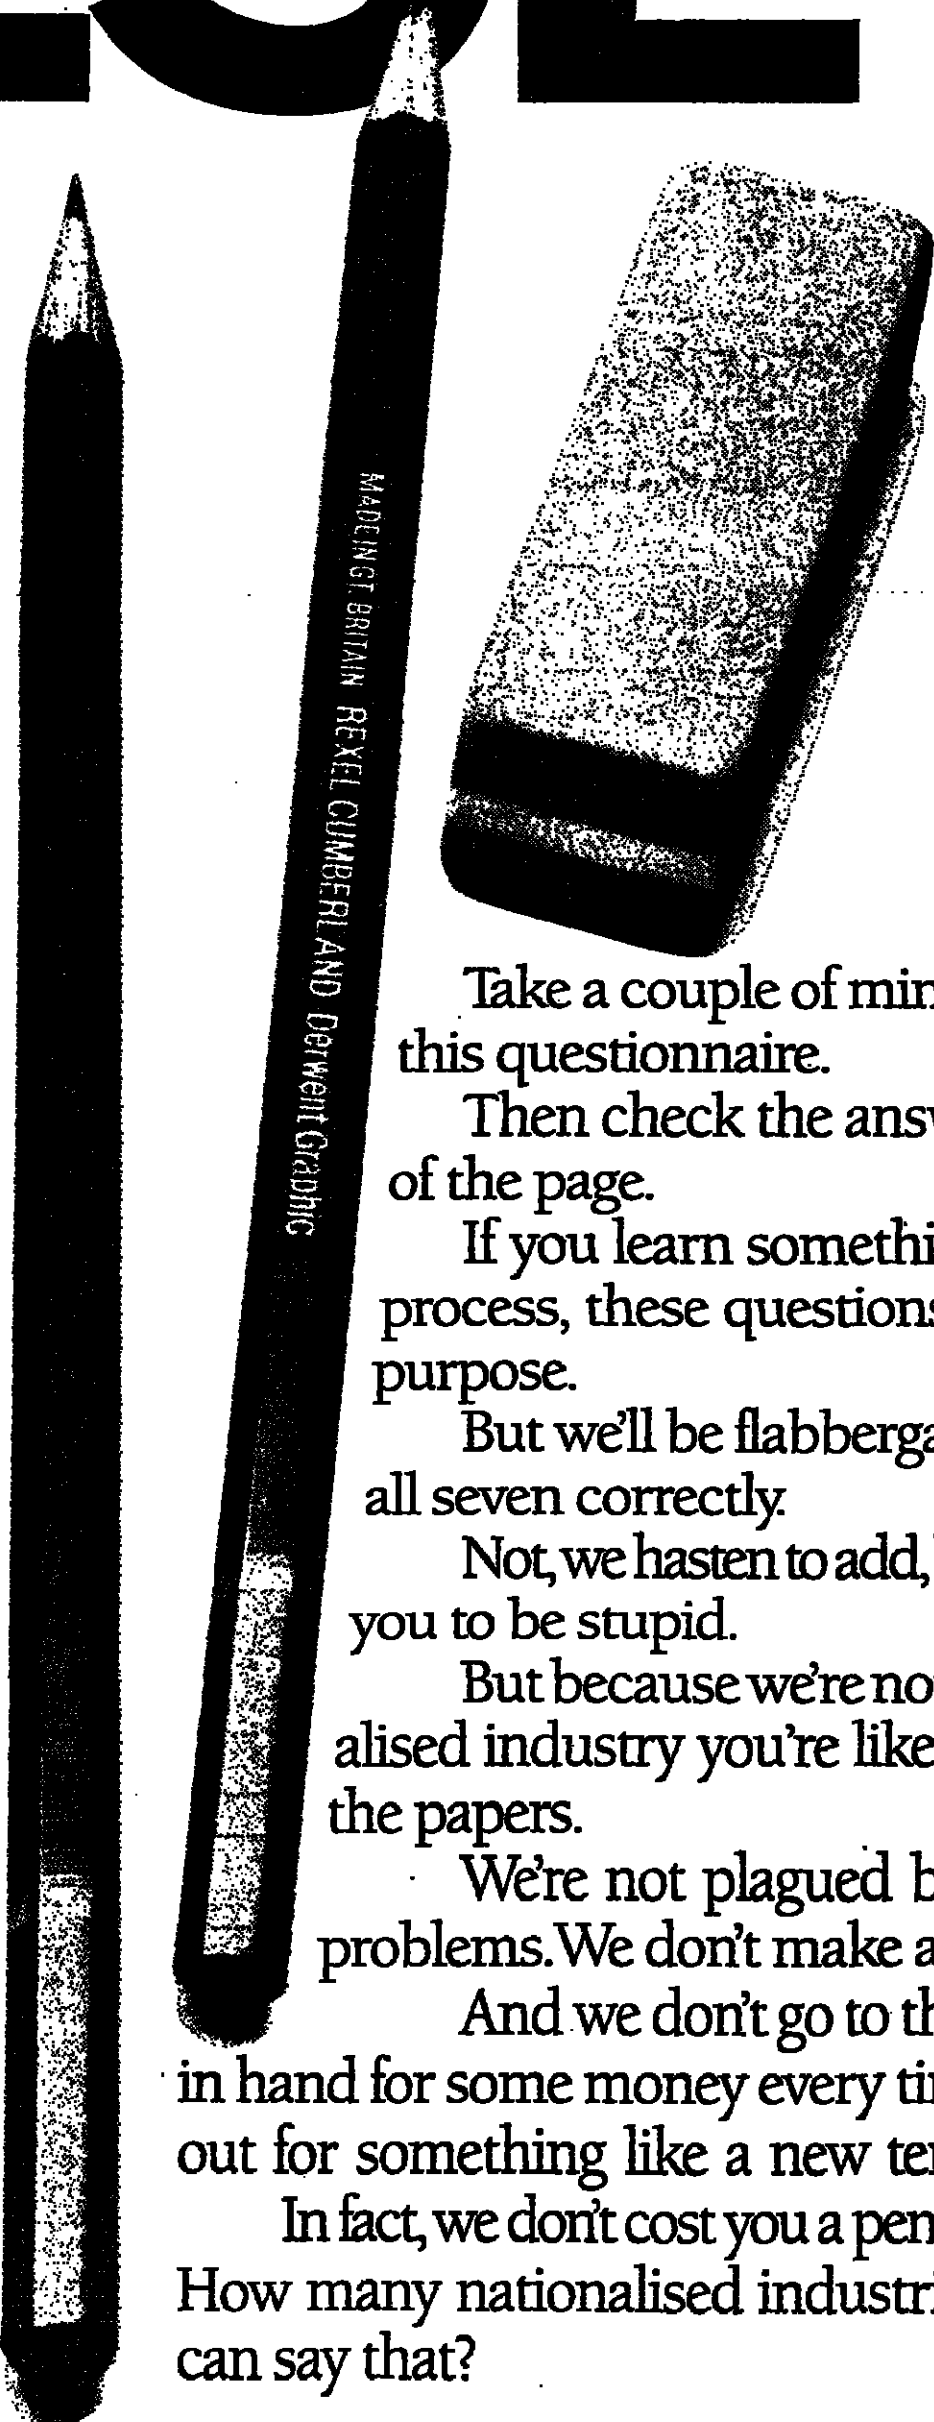 MADE IN GT. BRITAIN REXEL CUMBERLAND Derwent Graphic
Take a couple of min
this questionnaire.
Then check the answ
of the page.
If you learn somethi
process, these questions
purpose.
But we'll be flabberga
all seven correctly.
Not, we hasten to add,
you to be stupid.
But because we're no
alised industry you're like
the papers.
We're not plagued b
problems. We don't make a
And we don't go to th
in hand for some money every ti
out for something like a new te
In fact, we don't cost you a pen
How many nationalised industri
can say that?